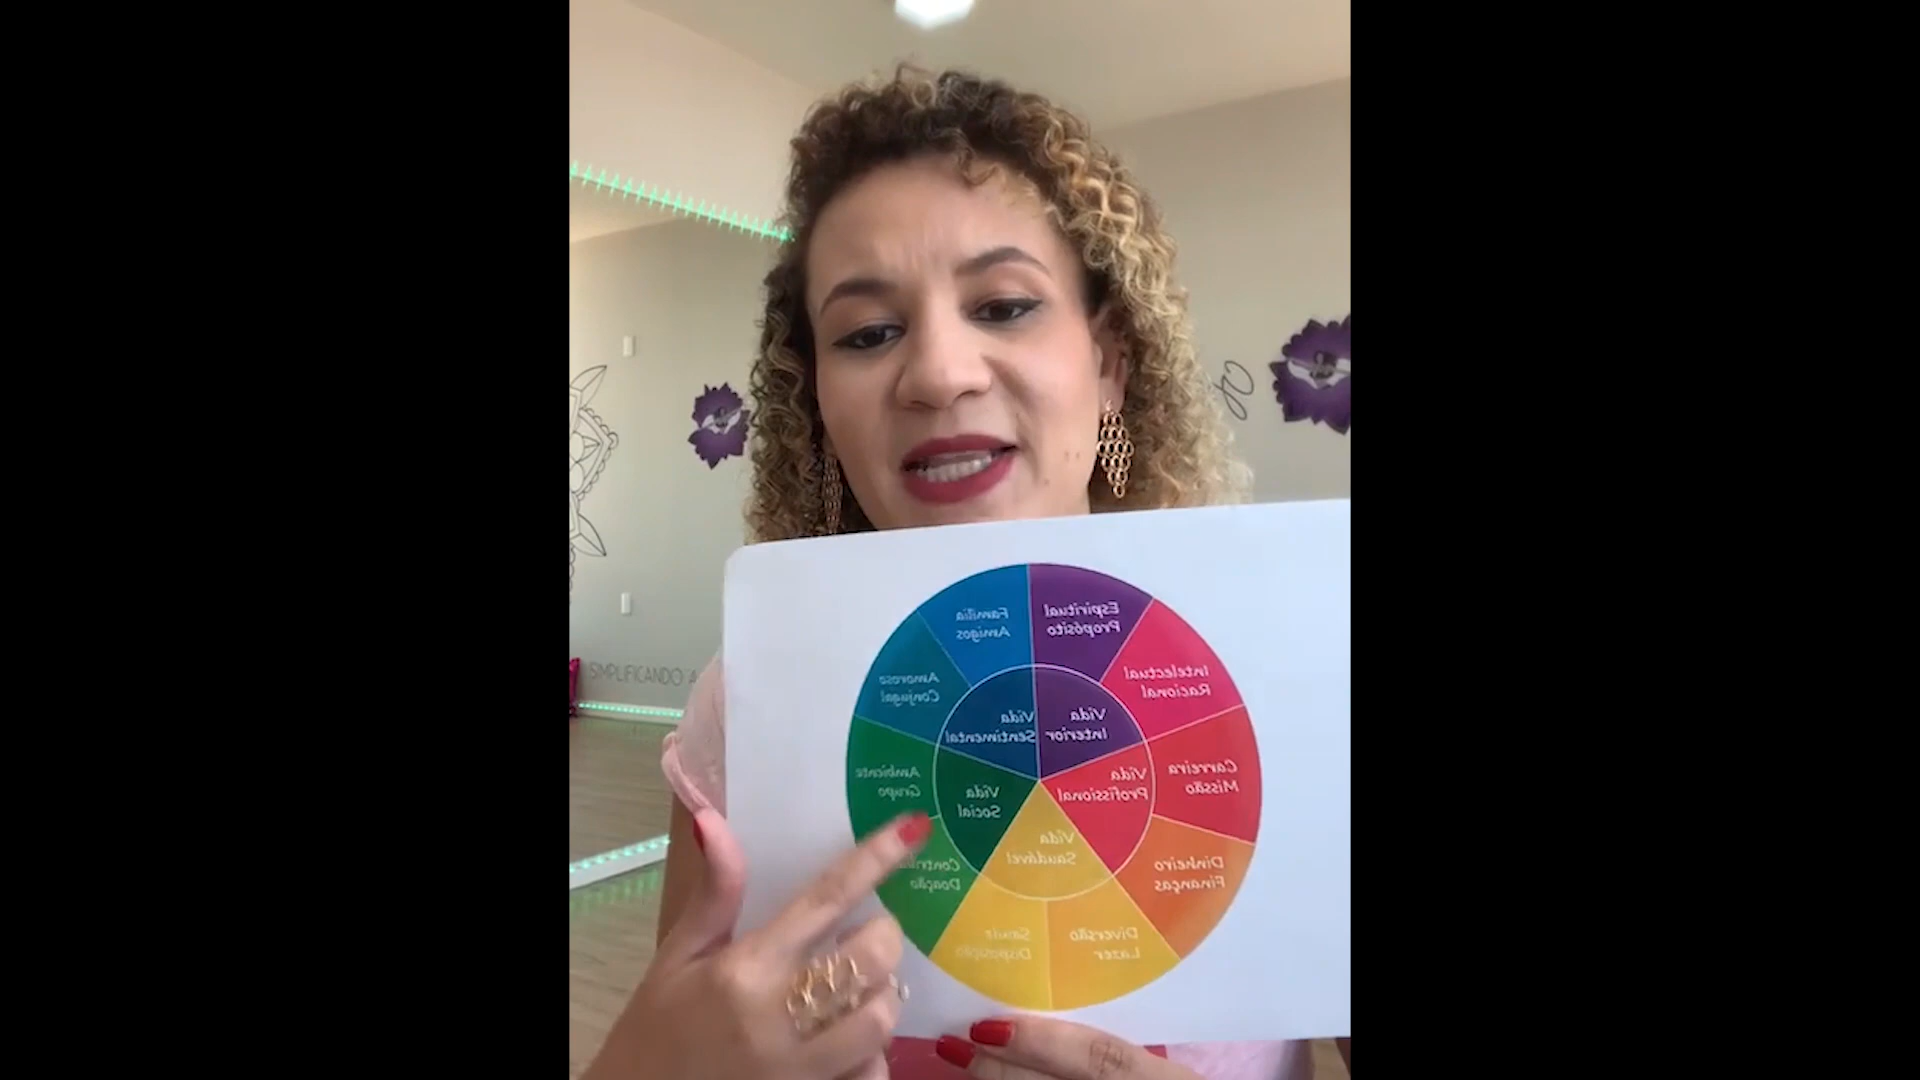 Família
Amigos
Espiritual
Propósito
Intelectual
Racional
Amoroso
Conjugal
Vida
Sentimental
Vida
Interior
Carreira
Missão
Ambiente
Grupo
Vida
Social
Vida
Profissional
Vida
Saudável
Dinheiro
Finanças
Doação
Saúde
Disposição
Diversão
Lazer
SIMPLIFICANDO A